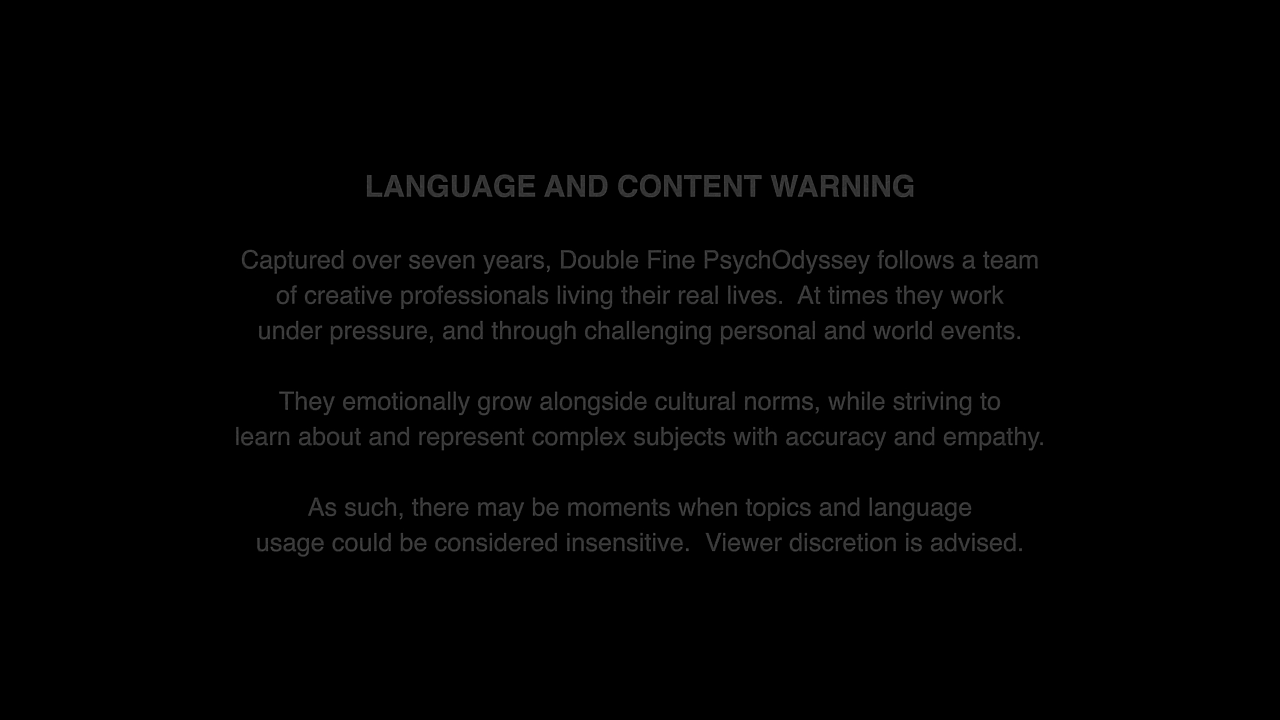 LANGUAGE AND CONTENT WARNING
Captured over seven years, Double Fine PsychOdyssey follows a team
of creative professionals living their real lives.  At times they work
under pressure, and through challenging personal and world events.
They emotionally grow alongside cultural norms, while striving to
learn about and represent complex subjects with accuracy and empathy.
As such, there may be moments when topics and language
usage could be considered insensitive.  Viewer discretion is advised.